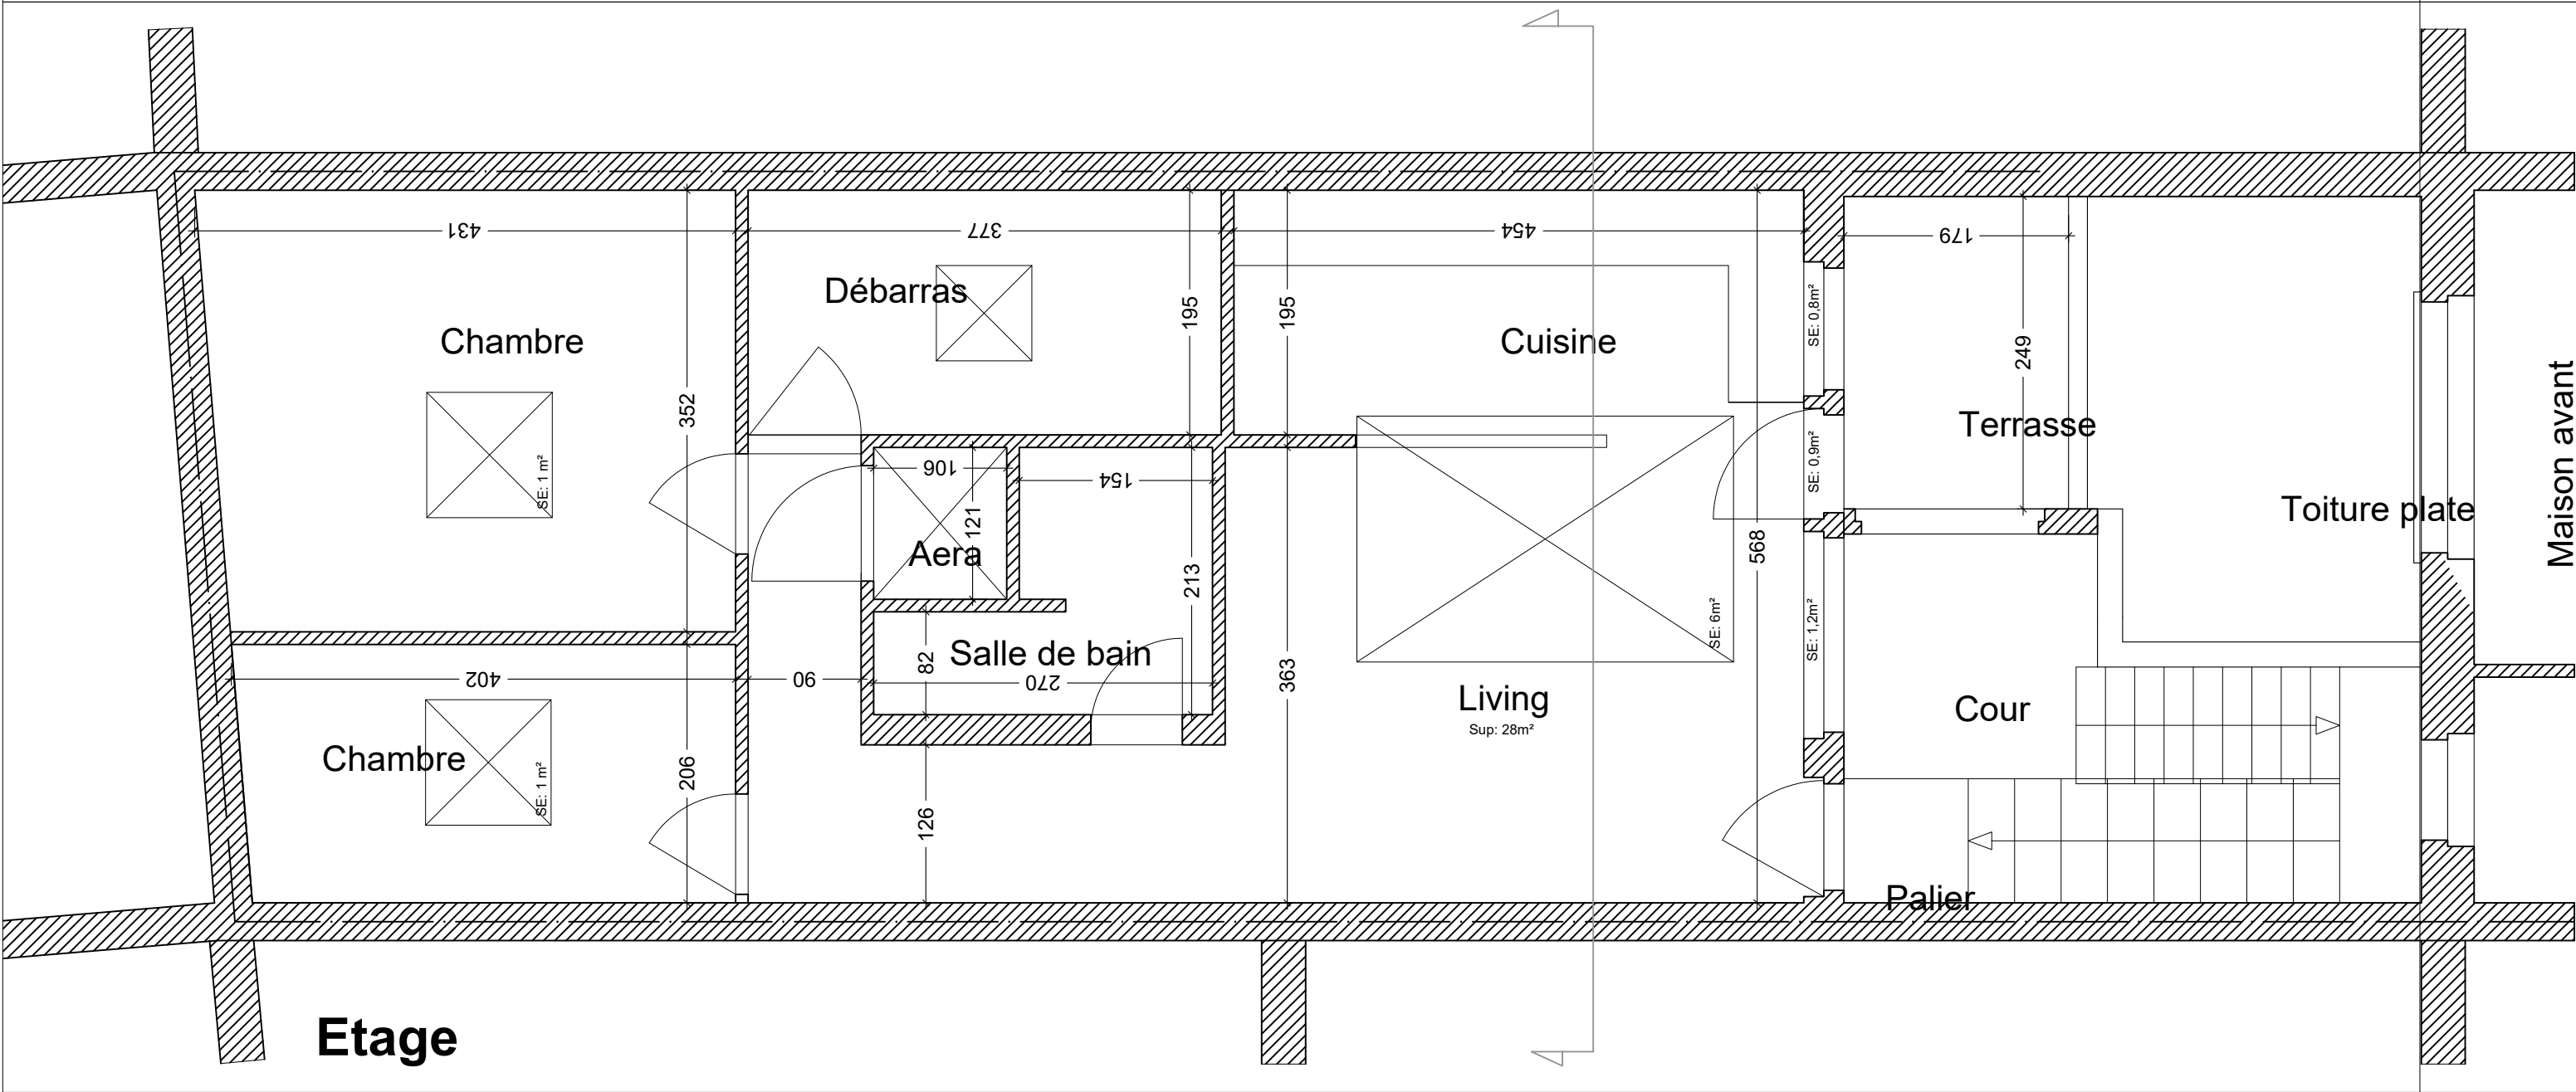 431
377
454
179
Débarras
195
195
SE: 0,8m²
Chambre
Cuisine
249
352
Terrasse
Maison avant
SE: 1 m²
106
154
SE: 0,9m²
Toiture plate
121
Aera
568
213
SE: 6m²
SE: 1,2m²
82
Salle de bain
402
90
270
363
Living
Sup: 28m²
Cour
Chambre
SE: 1 m²
206
126
Palier
Etage